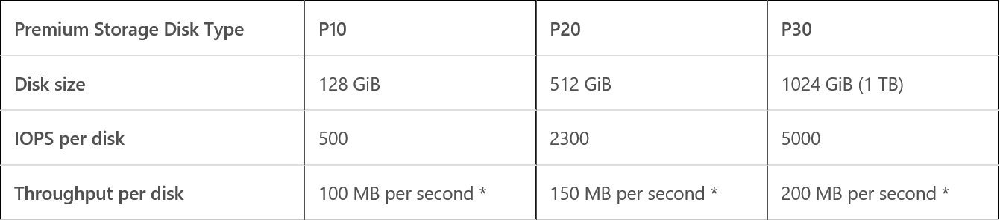 Premium Storage Disk Type P10 P20 P30
Disk size 128 GiB 512 GiB 1024 GiB (1 TB)
IOPS per disk 500 2300 5000
Throughput per disk 100 MB per second * 150 MB per second * 200 MB per second *